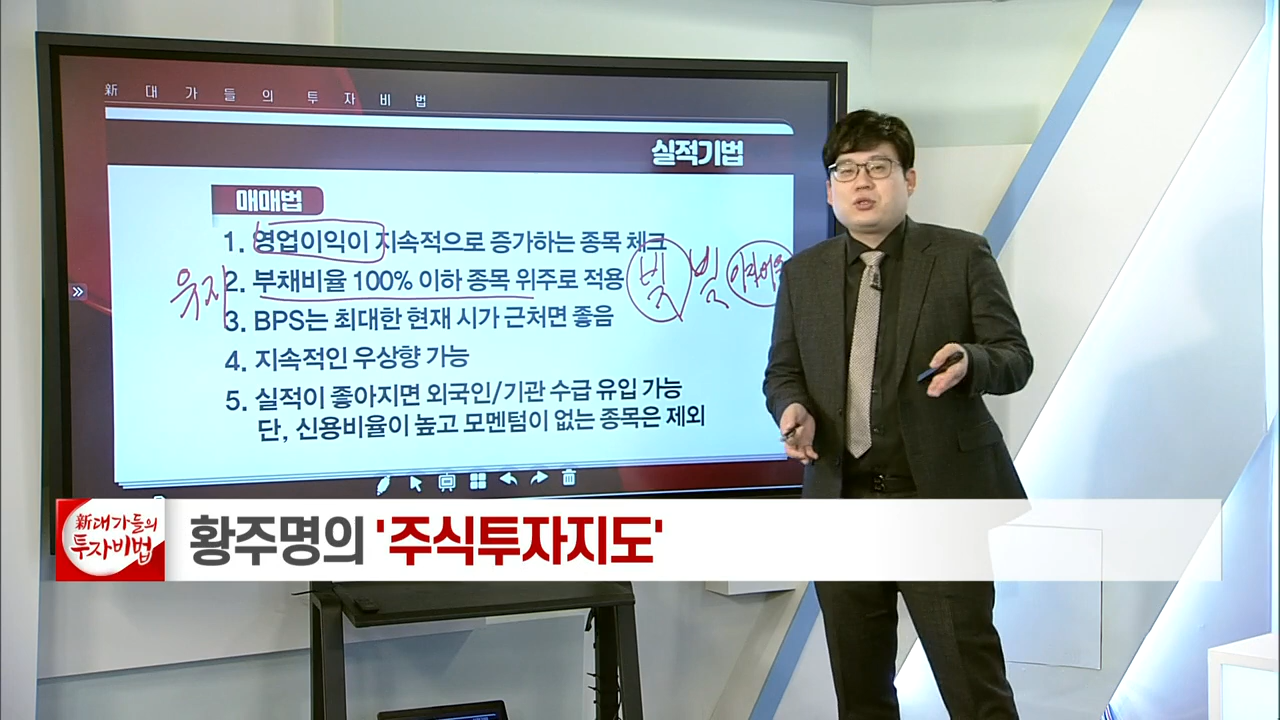 新 대 가 들 의 투 자 비 법
실적기법
매매법
1. 영업이익이 지속적으로 증가하는 종목 체크
2. 부채비율 100% 이하 종목 위주로 적용
3. BPS는 최대한 현재 시가 근처면 좋음
4. 지속적인 우상향 가능
5. 실적이 좋아지면 외국인/기관 수급 유입 가능
단, 신용비율이 높고 모멘텀이 없는 종목은 제외
유자
빚
빚
新대가들의
투자비법
황주명의 '주식투자지도'